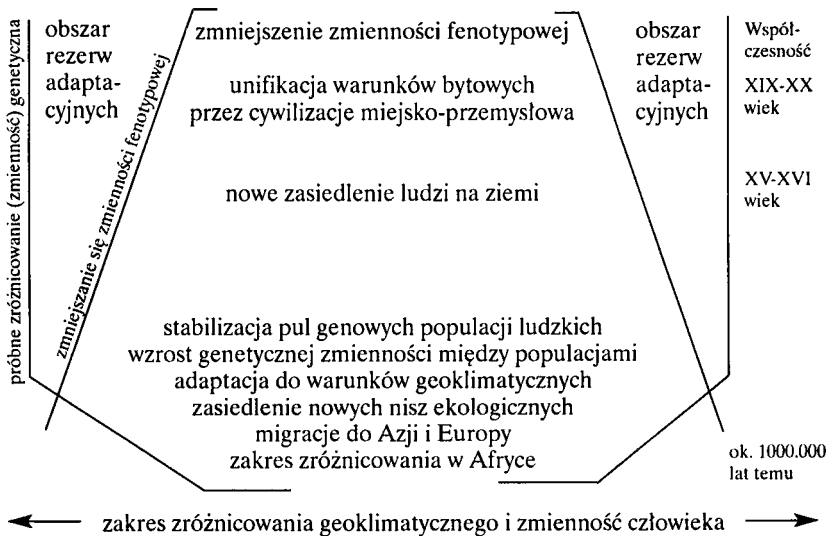 próbne zróżnicowanie (zmienność) genetyczna
obszar
rezerw
adapta-
cyjnych
zmniejszanie się zmienności fenotypowej
zmniejszenie zmienności fenotypowej
unifikacja warunków bytowych
przez cywilizacje miejsko-przemysłowa
nowe zasiedlenie ludzi na ziemi
stabilizacja pul genowych populacji ludzkich
wzrost genetycznej zmienności między populacjami
adaptacja do warunków geoklimatycznych
zasiedlenie nowych nisz ekologicznych
migracje do Azji i Europy
zakres zróżnicowania w Afryce
obszar
rezerw
adapta-
cyjnych
Współ-
czesność
XIX-XX
wiek
XV-XVI
wiek
ok. 1000.000
lat temu
zakres zróżnicowania geoklimatycznego i zmienność człowieka